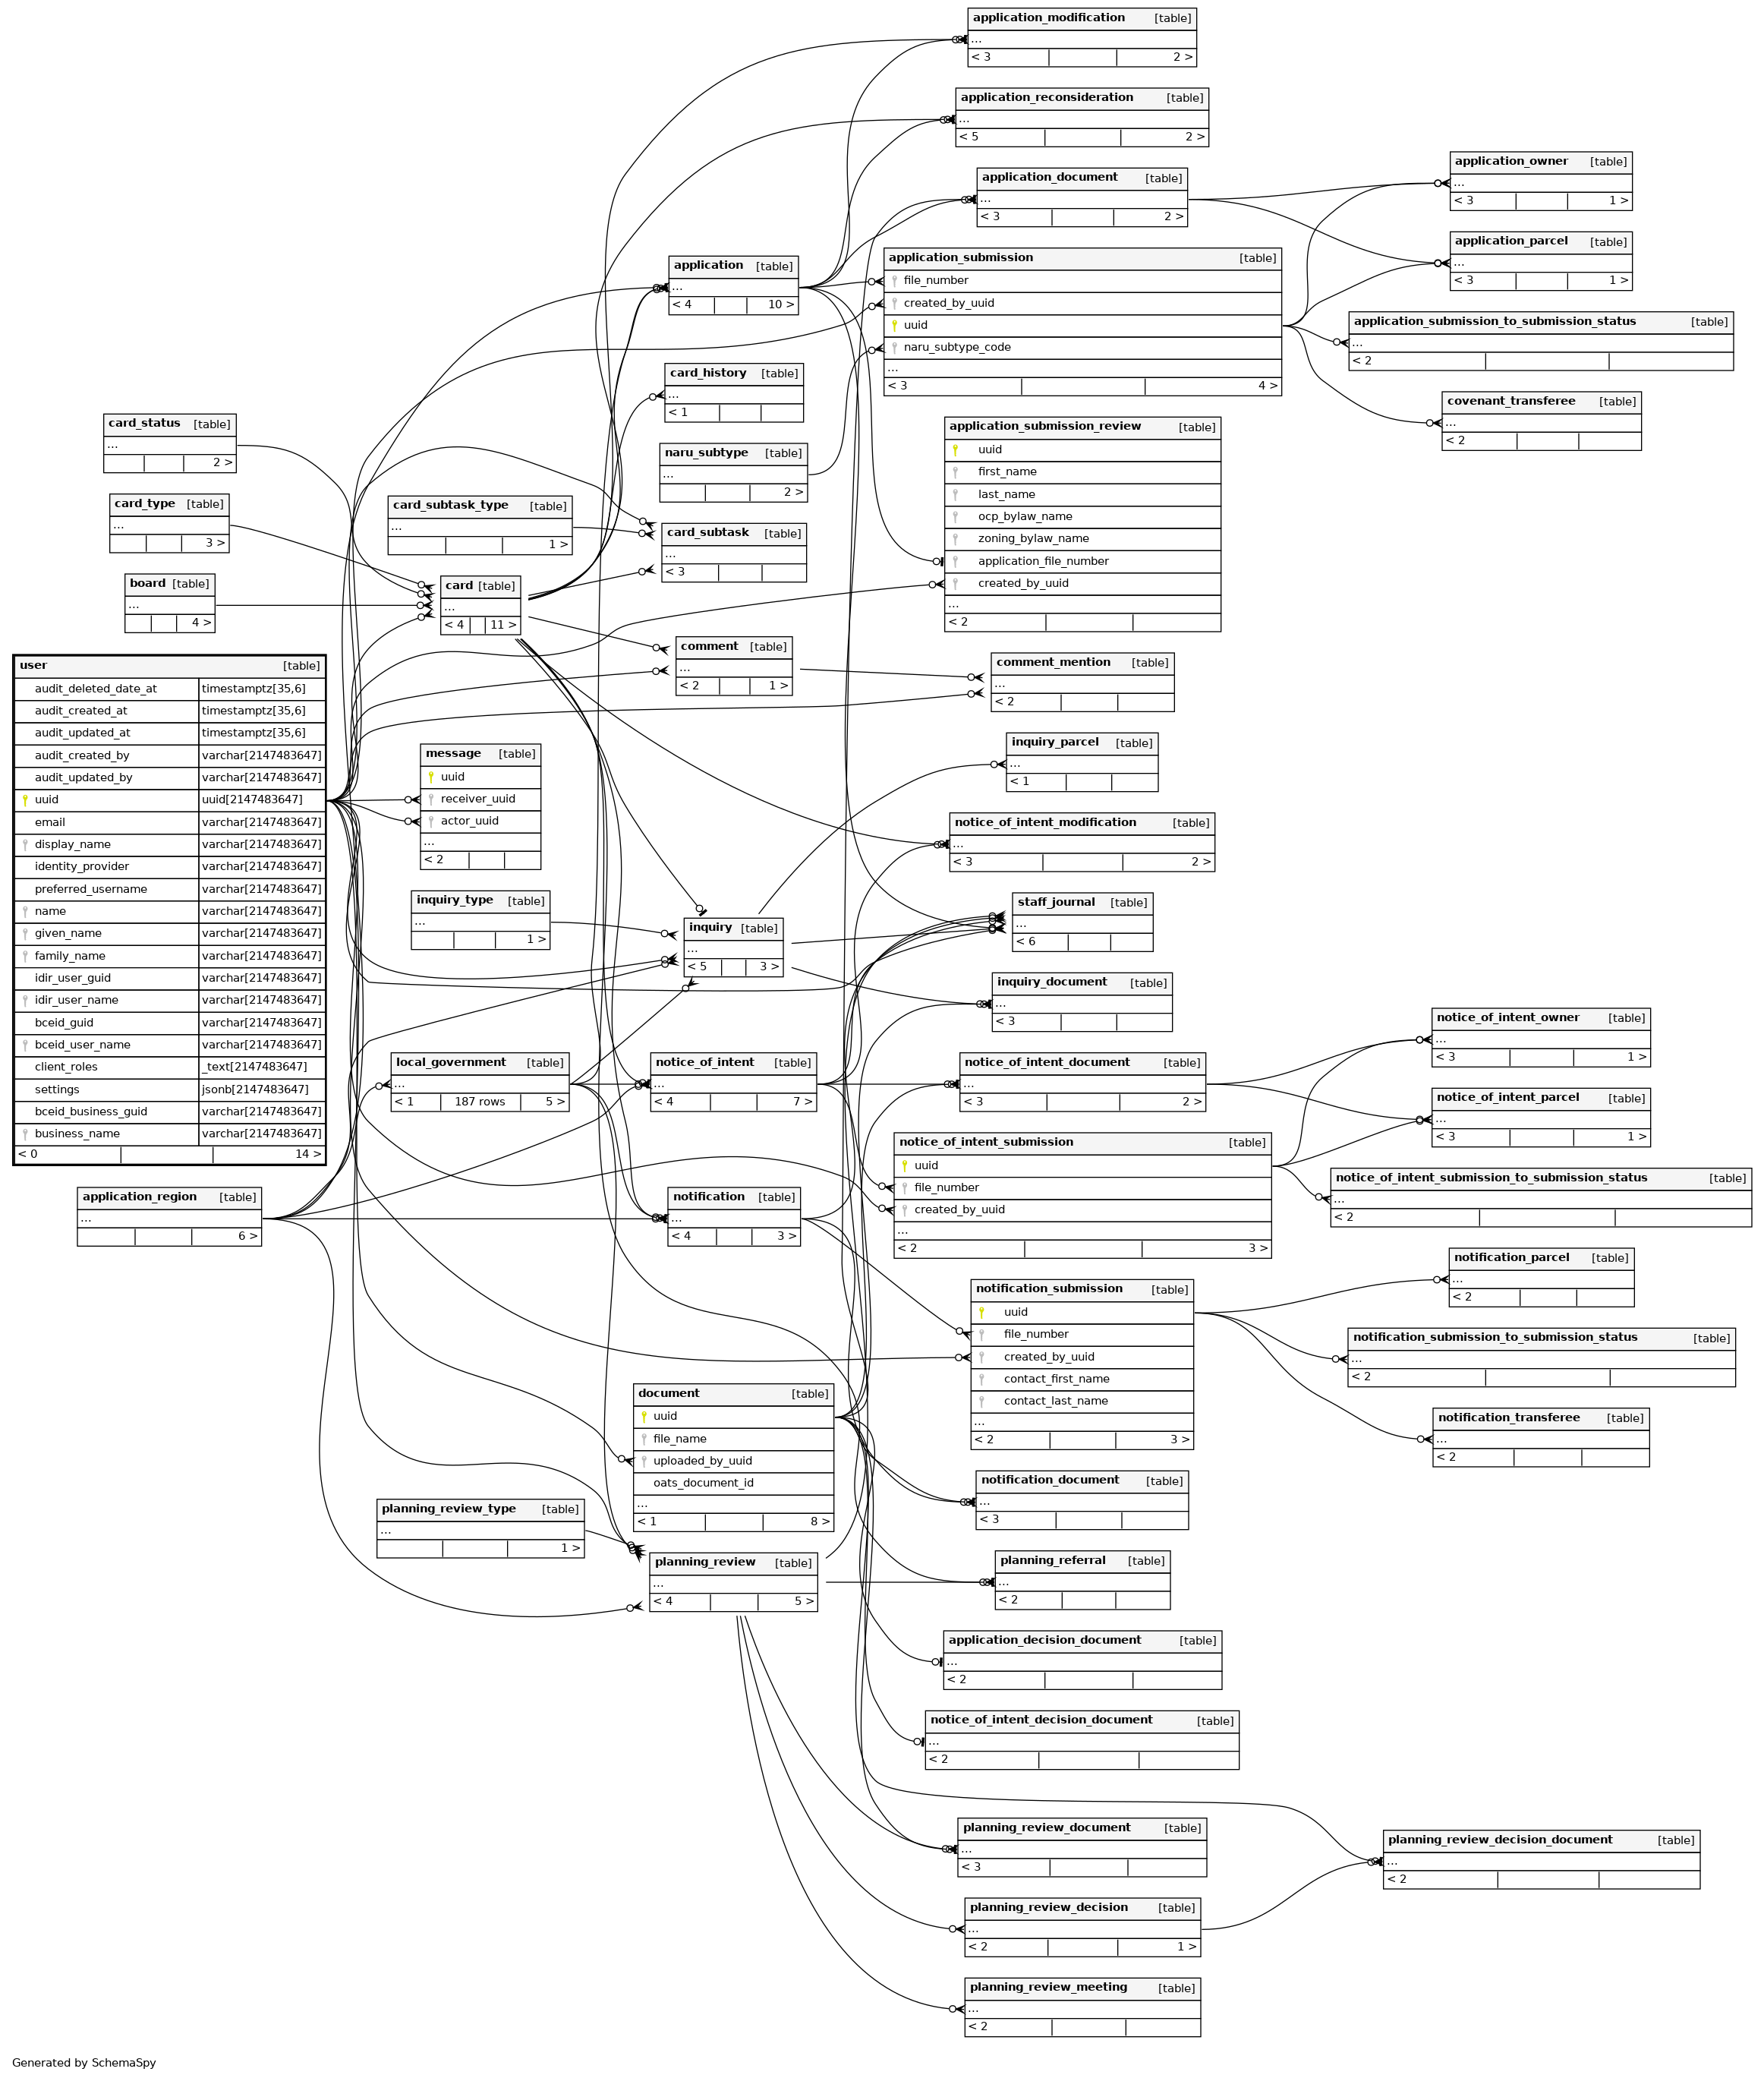 application_modification [table]
...
< 3 2 >
application_reconsideration [table]
...
< 5 2 >
application_document [table]
...
< 3 2 >
application_owner [table]
...
< 3 1 >
application_parcel [table]
...
< 3 1 >
application [table]
...
< 4 10 >
application_submission [table]
file_number
created_by_uuid
uuid
naru_subtype_code
...
< 3 4 >
application_submission_to_submission_status [table]
...
< 2
covenant_transferee [table]
...
< 2
card_history [table]
...
< 1
naru_subtype [table]
...
2 >
application_submission_review [table]
uuid
first_name
last_name
ocp_bylaw_name
zoning_bylaw_name
application_file_number
created_by_uuid
...
< 2
card_status [table]
...
2 >
card_type [table]
...
3 >
board [table]
...
4 >
card_subtask_type [table]
...
1 >
card_subtask [table]
...
< 3
card [table]
...
< 4 11 >
comment [table]
...
< 2 1 >
comment_mention [table]
...
< 2
user [table]
audit_deleted_date_at timestamptz[35,6]
audit_created_at timestamptz[35,6]
audit_updated_at timestamptz[35,6]
audit_created_by varchar[2147483647]
audit_updated_by varchar[2147483647]
uuid uuid[2147483647]
email varchar[2147483647]
display_name varchar[2147483647]
identity_provider varchar[2147483647]
preferred_username varchar[2147483647]
name varchar[2147483647]
given_name varchar[2147483647]
family_name varchar[2147483647]
idir_user_guid varchar[2147483647]
idir_user_name varchar[2147483647]
bceid_guid varchar[2147483647]
bceid_user_name varchar[2147483647]
client_roles _text[2147483647]
settings jsonb[2147483647]
bceid_business_guid varchar[2147483647]
business_name varchar[2147483647]
< 0 14 >
message [table]
uuid
receiver_uuid
actor_uuid
...
< 2
inquiry_parcel [table]
...
< 1
notice_of_intent_modification [table]
...
< 3 2 >
inquiry_type [table]
...
1 >
inquiry [table]
...
< 5 3 >
staff_journal [table]
...
< 6
inquiry_document [table]
...
< 3
local_government [table]
...
< 1 187 rows 5 >
notice_of_intent [table]
...
< 4 7 >
notice_of_intent_document [table]
...
< 3 2 >
notice_of_intent_owner [table]
...
< 3 1 >
notice_of_intent_parcel [table]
...
< 3 1 >
notice_of_intent_submission [table]
uuid
file_number
created_by_uuid
...
< 2 3 >
notice_of_intent_submission_to_submission_status [table]
...
< 2
application_region [table]
...
6 >
notification [table]
...
< 4 3 >
notification_submission [table]
uuid
file_number
created_by_uuid
contact_first_name
contact_last_name
...
< 2 3 >
notification_parcel [table]
...
< 2
notification_submission_to_submission_status [table]
...
< 2
notification_transferee [table]
...
< 2
document [table]
uuid
file_name
uploaded_by_uuid
oats_document_id
...
< 1 8 >
notification_document [table]
...
< 3
planning_review_type [table]
...
1 >
planning_review [table]
...
< 4 5 >
planning_referral [table]
...
< 2
application_decision_document [table]
...
< 2
notice_of_intent_decision_document [table]
...
< 2
planning_review_document [table]
...
< 3
planning_review_decision_document [table]
...
< 2
planning_review_decision [table]
...
< 2 1 >
planning_review_meeting [table]
...
< 2
Generated by SchemaSpy